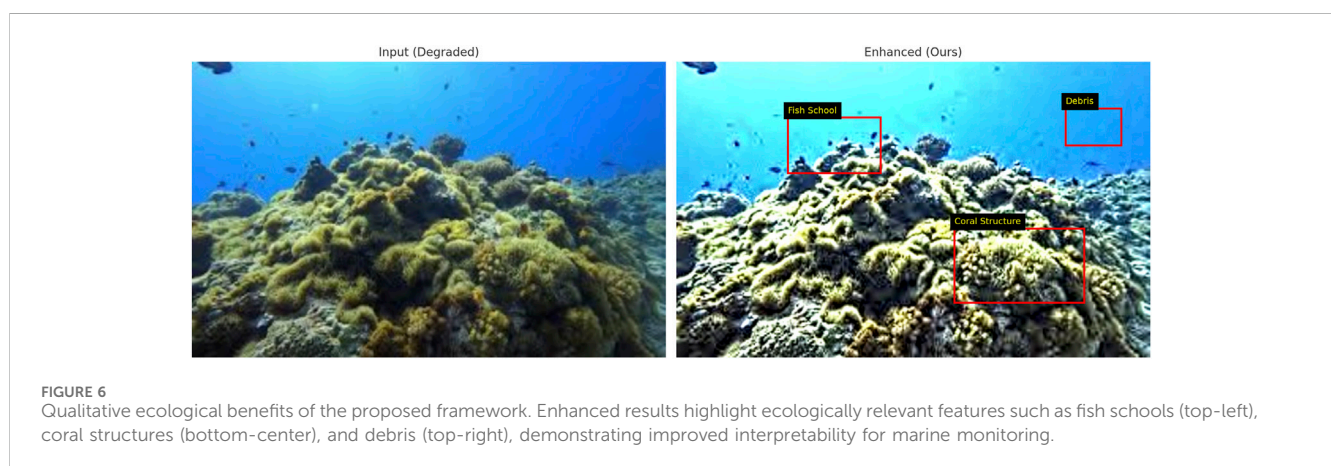 Input (Degraded)
Enhanced (Ours)
Fish School
Debris
Coral Structure
FIGURE 6
Qualitative ecological benefits of the proposed framework. Enhanced results highlight ecologically relevant features such as fish schools (top-left),
coral structures (bottom-center), and debris (top-right), demonstrating improved interpretability for marine monitoring.